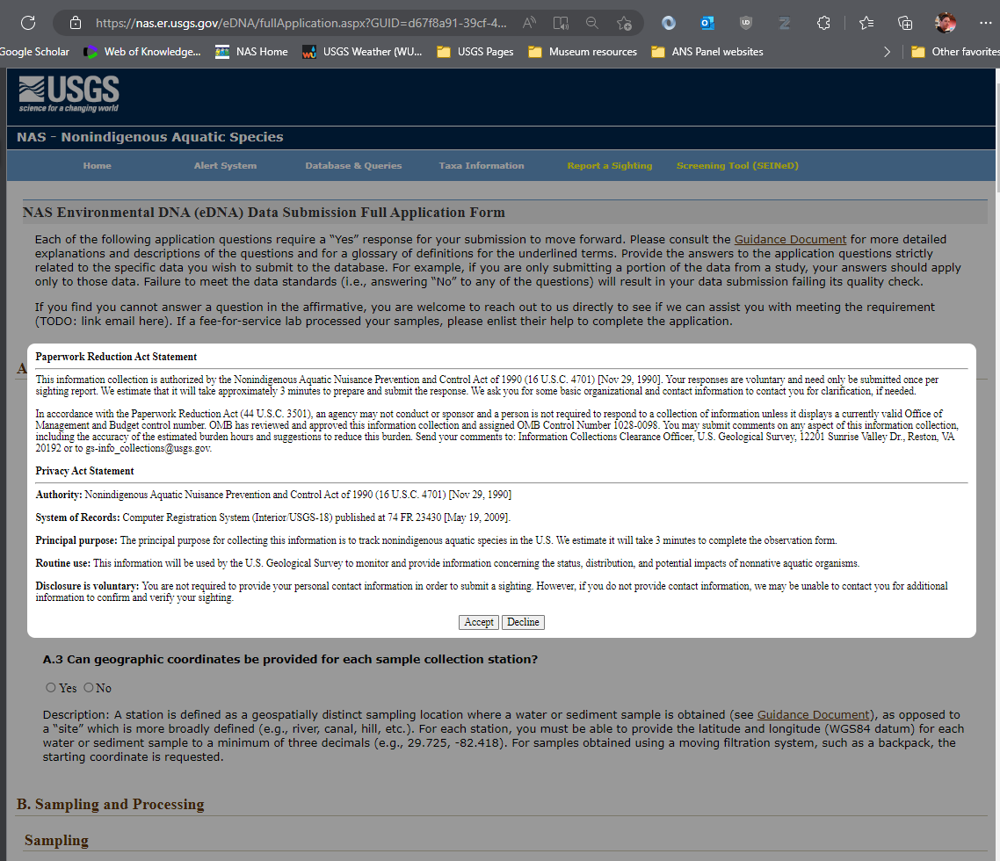 https://nas.er.usgs.gov/eDNA/fullApplication.aspx?GUID=d67f8a91-39cf-4...
Google Scholar
Web of Knowledge...
NAS Home
USGS Weather (WU...
USGS Pages
Museum resources
ANS Panel websites
Other favorites
USGS
science for a changing world
NAS - Nonindigenous Aquatic Species
Home
Alert System
Database & Queries
Taxa Information
Report a Sighting
Screening Tool (SEINeD)
NAS Environmental DNA (eDNA) Data Submission Full Application Form
Each of the following application questions require a “Yes” response for your submission to move forward. Please consult the Guidance Document for more detailed
explanations and descriptions of the questions and for a glossary of definitions for the underlined terms. Provide the answers to the application questions strictly
related to the specific data you wish to submit to the database. For example, if you are only submitting a portion of the data from a study, your answers should apply
only to those data. Failure to meet the data standards (i.e., answering “No” to any of the questions) will result in your data submission failing its quality check.
If you find you cannot answer a question in the affirmative, you are welcome to reach out to us directly to see if we can assist you with meeting the requirement
(TODO: link email here). If a fee-for-service lab processed your samples, please enlist their help to complete the application.
A
Paperwork Reduction Act Statement
This information collection is authorized by the Nonindigenous Aquatic Nuisance Prevention and Control Act of 1990 (16 U.S.C. 4701) [Nov 29, 1990]. Your responses are voluntary and need only be submitted once per
sighting report. We estimate that it will take approximately 3 minutes to prepare and submit the response. We ask you for some basic organizational and contact information to contact you for clarification, if needed.
In accordance with the Paperwork Reduction Act (44 U.S.C. 3501), an agency may not conduct or sponsor and a person is not required to respond to a collection of information unless it displays a currently valid Office of
Management and Budget control number. OMB has reviewed and approved this information collection and assigned OMB Control Number 1028-0098. You may submit comments on any aspect of this information collection,
including the accuracy of the estimated burden hours and suggestions to reduce this burden. Send your comments to: Information Collections Clearance Officer, U.S. Geological Survey, 12201 Sunrise Valley Dr., Reston, VA
20192 or to gs-info_collections@usgs.gov.
Privacy Act Statement
Authority: Nonindigenous Aquatic Nuisance Prevention and Control Act of 1990 (16 U.S.C. 4701) [Nov 29, 1990]
System of Records: Computer Registration System (Interior/USGS-18) published at 74 FR 23430 [May 19, 2009].
Principal purpose: The principal purpose for collecting this information is to track nonindigenous aquatic species in the U.S. We estimate it will take 3 minutes to complete the observation form.
Routine use: This information will be used by the U.S. Geological Survey to monitor and provide information concerning the status, distribution, and potential impacts of nonnative aquatic organisms.
Disclosure is voluntary: You are not required to provide your personal contact information in order to submit a sighting. However, if you do not provide contact information, we may be unable to contact you for additional
information to confirm and verify your sighting.
Accept Decline
A.3 Can geographic coordinates be provided for each sample collection station?
Yes No
Description: A station is defined as a geospatially distinct sampling location where a water or sediment sample is obtained (see Guidance Document), as opposed to
a “site” which is more broadly defined (e.g., river, canal, hill, etc.). For each station, you must be able to provide the latitude and longitude (WGS84 datum) for each
water or sediment sample to a minimum of three decimals (e.g., 29.725, -82.418). For samples obtained using a moving filtration system, such as a backpack, the
starting coordinate is requested.
B. Sampling and Processing
Sampling